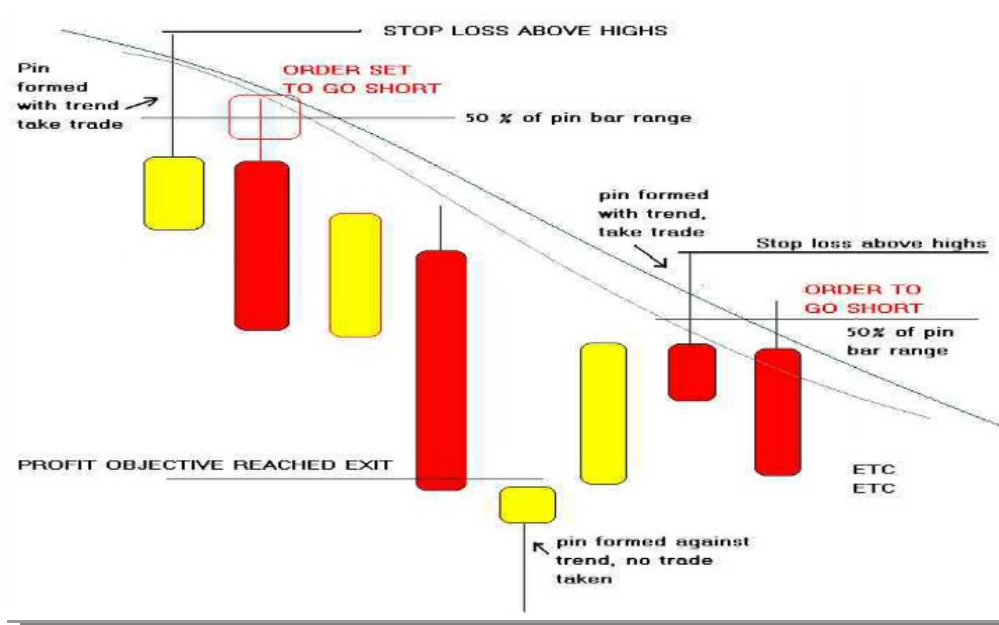 STOP LOSS ABOVE HIGHS
Pin
formed
with trend
take trade
ORDER SET
TO GO SHORT
50 % of pin bar range
pin formed
with trend,
take trade
Stop loss above highs
ORDER TO
GO SHORT
50% of pin
bar range
PROFIT OBJECTIVE REACHED EXIT
ETC
ETC
pin formed against
trend, no trade
taken